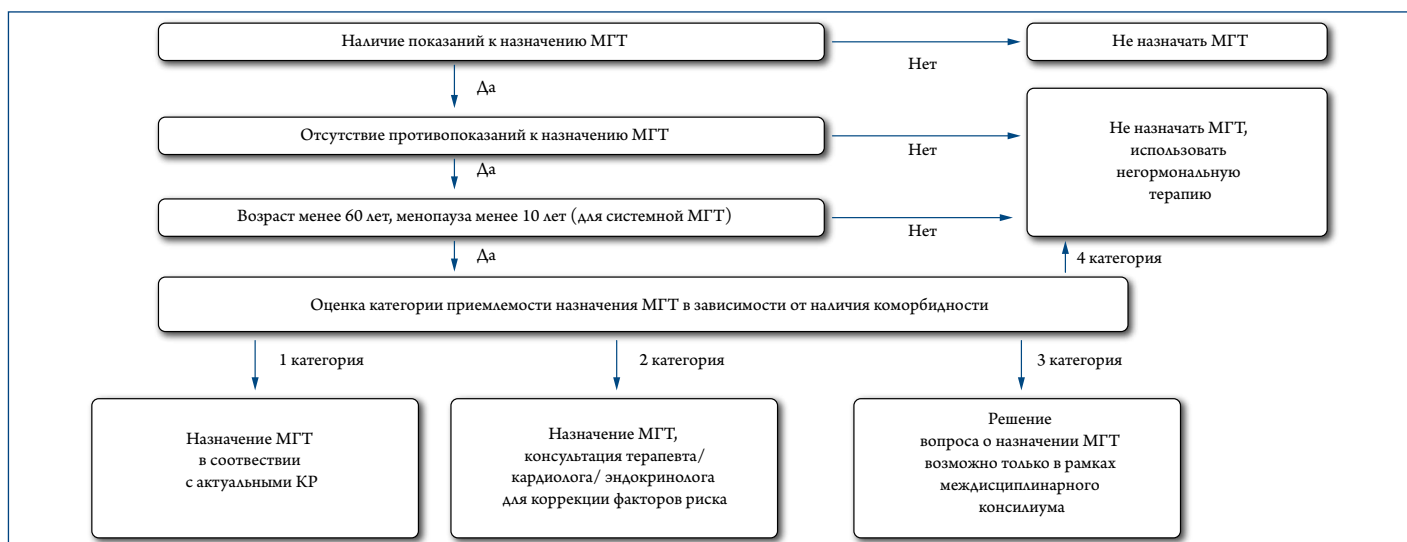 Наличие показаний к назначению МГТ
Нет
Не назначать МГТ
Да
Отсутствие противопоказаний к назначению МГТ
Нет
Не назначать МГТ,
использовать
негормональную
терапию
Да
Возраст менее 60 лет, менопауза менее 10 лет (для системной МГТ)
Нет
Да
4 категория
Оценка категории приемлемости назначения МГТ в зависимости от наличия коморбидности
1 категория
2 категория
3 категория
Назначение МГТ
в соотвествии
с актуальными КР
Назначение МГТ,
консультация терапевта/
кардиолога/ эндокринолога
для коррекции факторов риска
Решение
вопроса о назначении МГТ
возможно только в рамках
междисциплинарного
консилиума